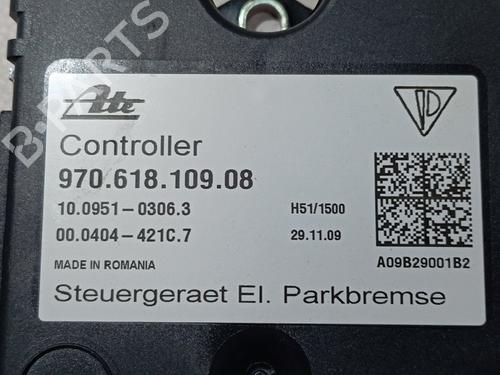 Ate
Controller
970.618.109.08
10.0951-0306.3 H51/1500
00.0404-421C.7 29.11.09
MADE IN ROMANIA A09B29001B2
Steuergeraet El. Parkbremse
B-PARTS